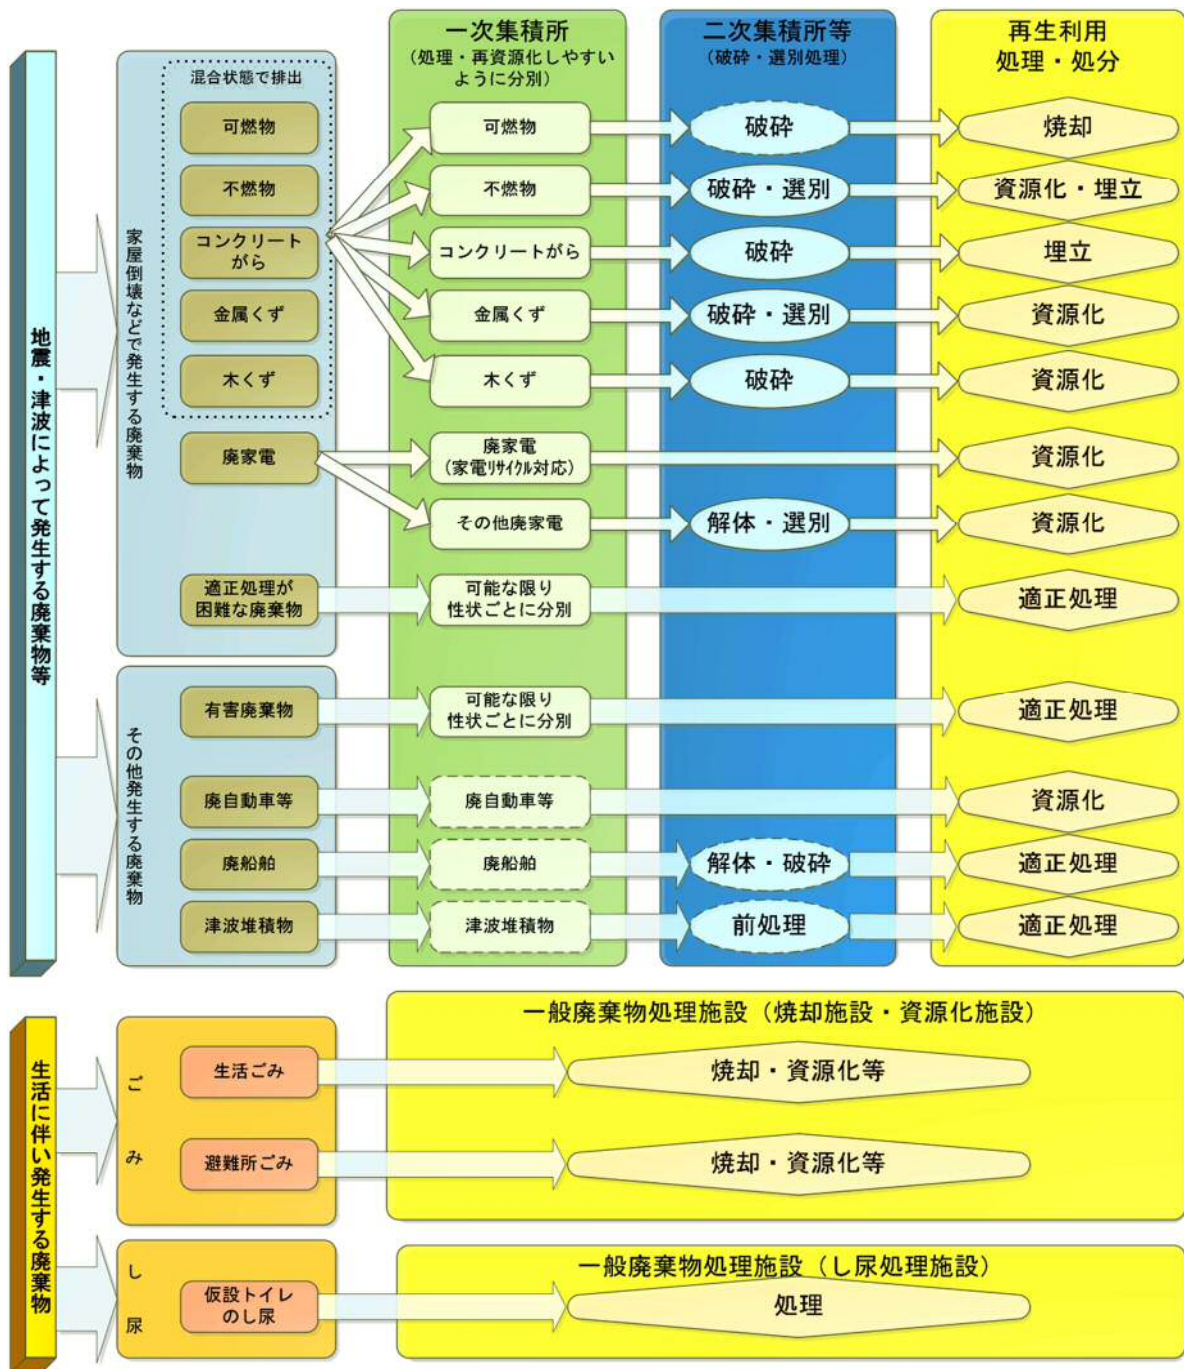 一次集積所
(処理・再資源化しやすい
ように分別)
二次集積所等
(破砕・選別処理)
再生利用
処理・処分
地震・津波によって発生する廃棄物等
家屋倒壊などで発生する廃棄物
混合状態で排出
可燃物
可燃物
破砕
焼却
不燃物
不燃物
破砕・選別
資源化・埋立
コンクリート
がら
コンクリートがら
破砕
埋立
金属くず
金属くず
破砕・選別
資源化
木くず
木くず
破砕
資源化
廃家電
廃家電
(家電ﾘｻｲｸﾙ対応)
資源化
その他廃家電
解体・選別
資源化
適正処理が
困難な廃棄物
可能な限り
性状ごとに分別
適正処理
その他発生する廃棄物
有害廃棄物
可能な限り
性状ごとに分別
適正処理
廃自動車等
廃自動車等
資源化
廃船舶
廃船舶
解体・破砕
適正処理
津波堆積物
津波堆積物
前処理
適正処理
生活に伴い発生する廃棄物
ごみ
一般廃棄物処理施設(焼却施設・資源化施設)
生活ごみ
焼却・資源化等
避難所ごみ
焼却・資源化等
し尿
一般廃棄物処理施設(し尿処理施設)
仮設トイレ
のし尿
処理